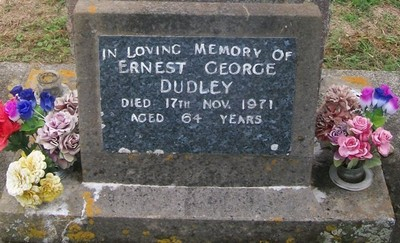 IN LOVING MEMORY OF
ERNEST GEORGE
DUDLEY
DIED 17TH NOV. 1971
AGED 64 YEARS